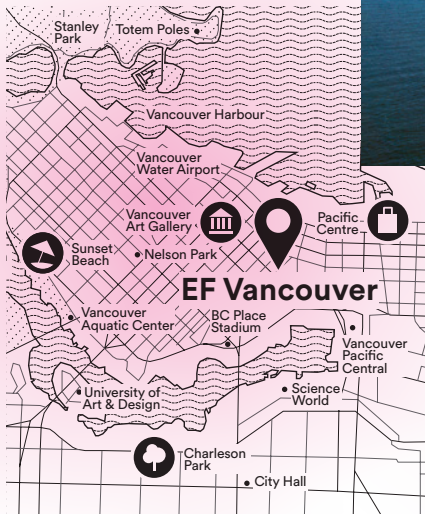 Stanley
Park
Totem Poles
Vancouver Harbour
Vancouver
Water Airport
Vancouver
Art Gallery
Pacific
Centre
Sunset
Beach
Nelson Park
EF Vancouver
Vancouver
Aquatic Center
BC Place
Stadium
Vancouver
Pacific
Central
University of
Art & Design
Science
World
Charleson
Park
City Hall